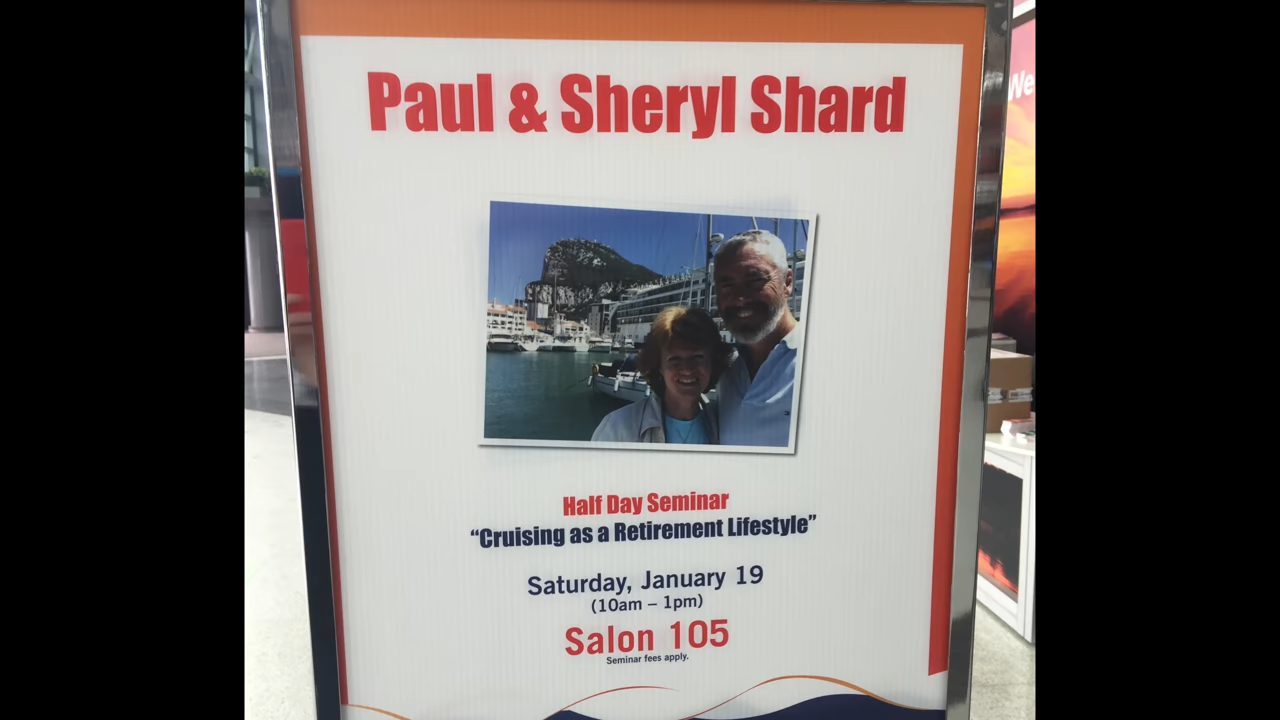 Paul & Sheryl Shard
We
Half Day Seminar
“Cruising as a Retirement Lifestyle”
Saturday, January 19
(10am – 1pm)
Salon 105
Seminar fees apply.